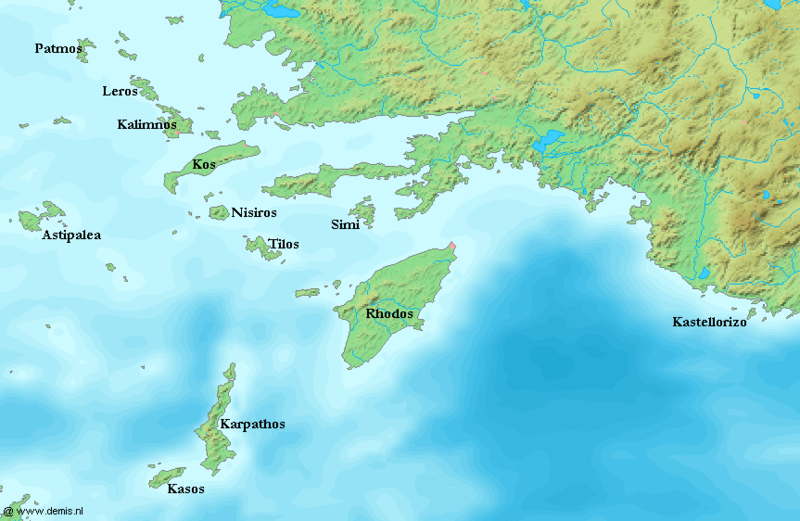 Patmos
Leros
Kalimnos
Kos
Nisiros
Simi
Astipalea
Tilos
Rhodos
Kastellorizo
Karpathos
Kasos
@ www.demis.nl